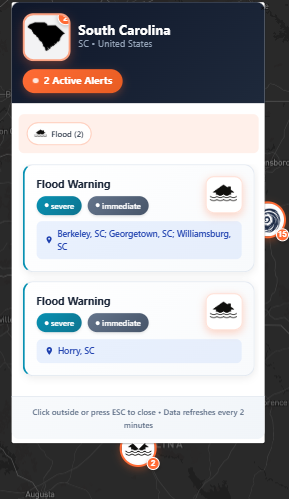 2
South Carolina
SC • United States
2 Active Alerts
Flood (2)
Flood Warning
severe
immediate
Berkeley, SC; Georgetown, SC; Williamsburg,
SC
Flood Warning
severe
immediate
Horry, SC
Click outside or press ESC to close • Data refreshes every 2
minutes
15
2
Augusta